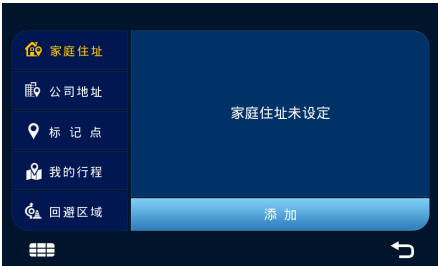 家庭住址
公司地址
标记点
我的行程
回避区域
家庭住址未设定
添加